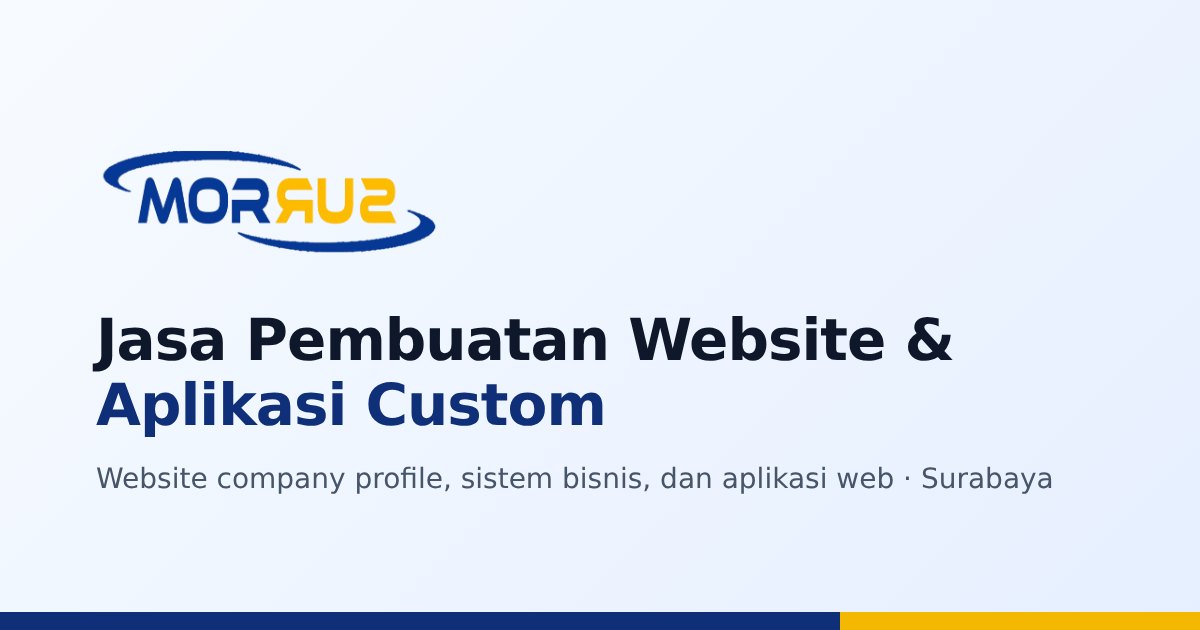 MORRUS
Jasa Pembuatan Website &
Aplikasi Custom
Website company profile, sistem bisnis, dan aplikasi web · Surabaya